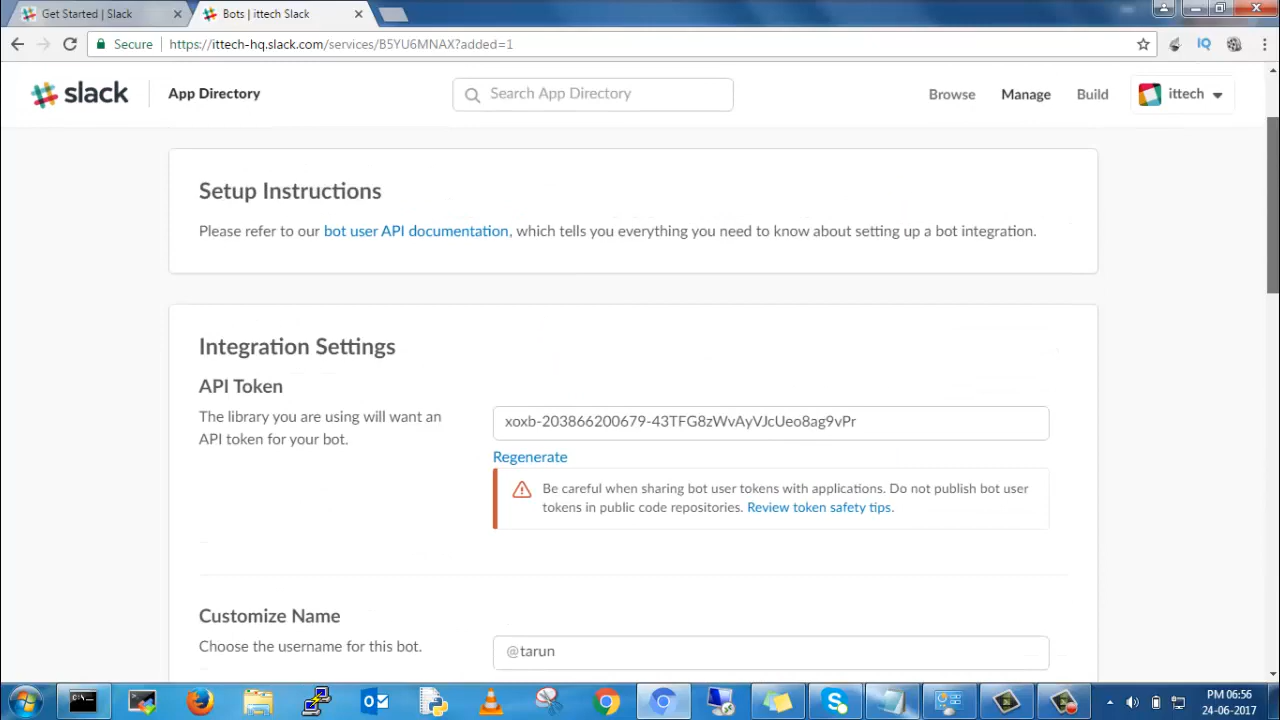 Get Started | Slack
Bots | ittech Slack
Secure https://ittech-hq.slack.com/services/B5YU6MNAX?added=1
slack App Directory Search App Directory Browse Manage Build ittech
Setup Instructions
Please refer to our bot user API documentation, which tells you everything you need to know about setting up a bot integration.
Integration Settings
API Token
The library you are using will want an
API token for your bot.
xoxb-203866200679-43TFG8zWvAyVJcUeo8ag9vPr
Regenerate
Be careful when sharing bot user tokens with applications. Do not publish bot user
tokens in public code repositories. Review token safety tips.
Customize Name
Choose the username for this bot.
@tarun
PM 06:56
24-06-2017